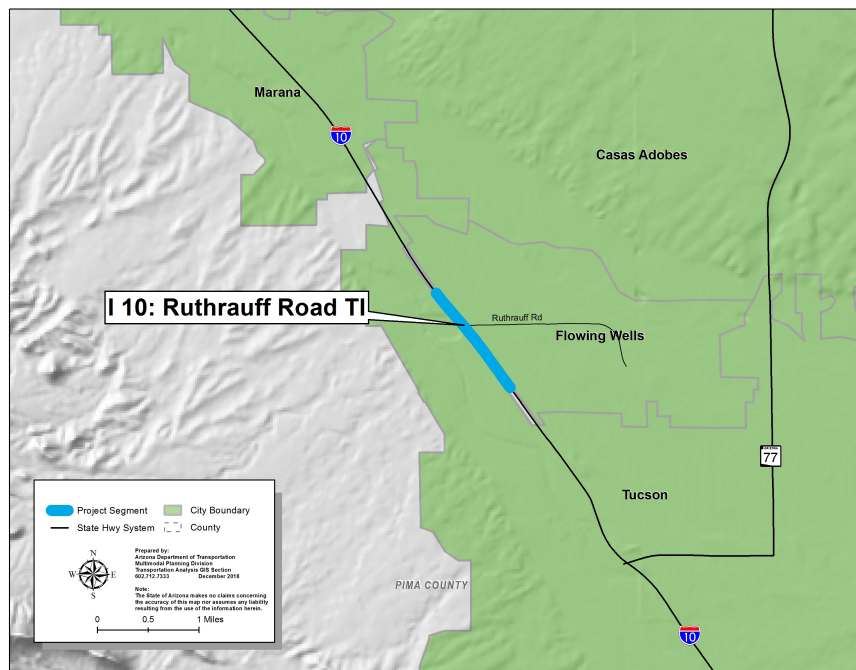 Marana
10
Casas Adobes
I 10: Ruthrauff Road TI
Ruthrauff Rd
Flowing Wells
77
Tucson
PIMA COUNTY
10
Project Segment
City Boundary
State Hwy System
County
N
W E
S
Prepared by:
Arizona Department of Transportation
Multimodal Planning Division
Transportation Analysis GIS Section
602.712.7333 December 2018
Note:
The State of Arizona makes no claims concerning
the accuracy of this map nor assumes any liability
resulting from the use of the information herein.
0 0.5 1 Miles